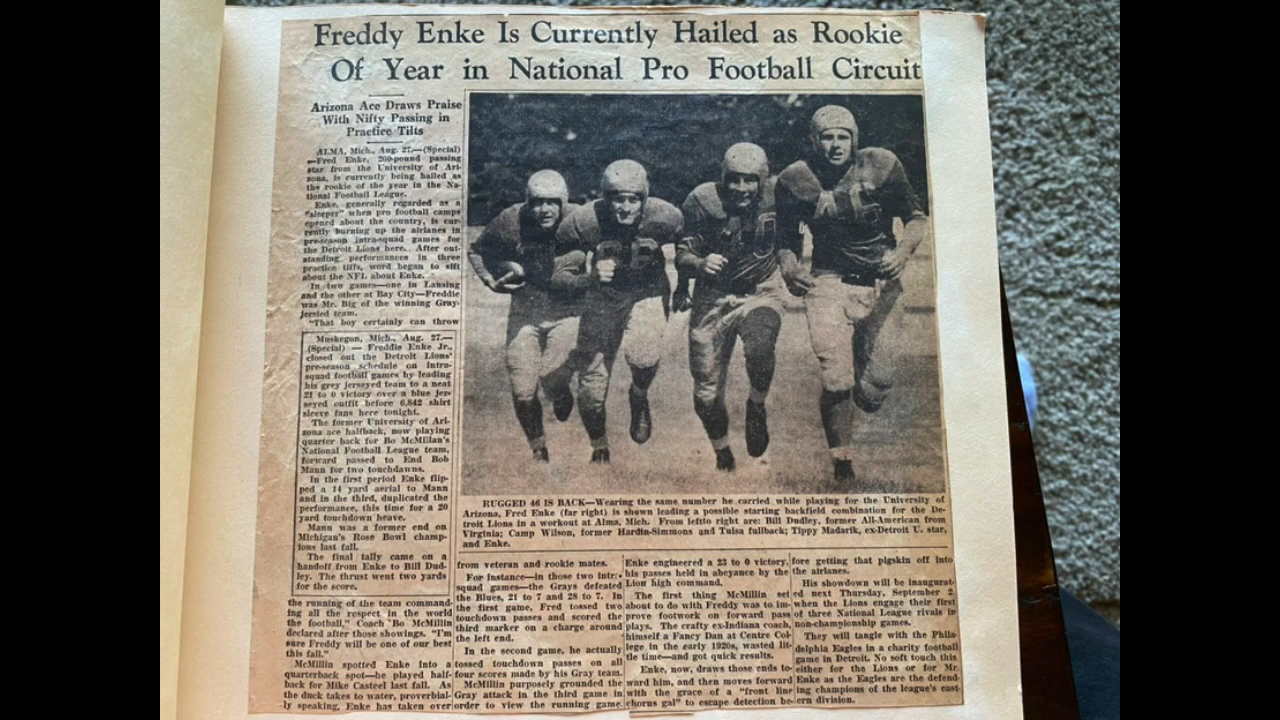 Freddy Enke Is Currently Hailed as Rookie
Of Year in National Pro Football Circuit
Arizona Ace Draws Praise
With Nifty Passing in
Practice Tilts
ALMA, Mich., Aug. 27.—(Special)
—Fred Enke, 200-pound passing
star from the University of Ari-
zona, is currently being hailed as
the rookie of the year in the Na-
tional Football League.
Enke, generally regarded as a
"sleeper" when pro football camps
opened about the country, is cur-
rently burning up the airlanes in
pre-season intra-squad games for
the Detroit Lions here. After out-
standing performances in three
practice tiffs, word began to sift
about the NFL about Enke.
In two games—one in Lansing
and the other at Bay City—Freddie
was Mr. Big of the winning Gray-
jerzied team.
"That boy certainly can throw
Muskegon, Mich., Aug. 27.—
(Special) — Freddie Enke Jr.,
closed out the Detroit Lions'
pre-season schedule on intra-
squad football games by leading
his grey jerseyed team to a neat
21 to 0 victory over a blue jer-
seyed outfit before 6,842 shirt
sleeve fans here tonight.
The former University of Ari-
zona ace halfback, now playing
quarter back for Bo McMillan's
National Football League team,
forward passed to End Bob
Mann for two touchdowns.
In the first period Enke flip-
ped a 14 yard aerial to Mann
and in the third, duplicated the
performance, this time for a 20
yard touchdown heave.
Mann was a former end on
Michigan's Rose Bowl champ-
ions last fall.
The final tally came on a
handoff from Enke to Bill Dud-
ley. The thrust went two yards
for the score.
the running of the team command-
ing all the respect in the world
the football," Coach Bo McMillin
declared after those showings. "I'm
sure Freddy will be one of our best
this fall."
McMillin spotted Enke into a
quarterback spot—he played half-
back for Mike Casteel last fall. As
the duck takes to water, proverbial-
ly speaking, Enke has taken over
46
RUGGED 46 IS BACK—Wearing the same number he carried while playing for the University of
Arizona, Fred Enke (far right) is shown leading a possible starting backfield combination for the De-
troit Lions in a workout at Alma, Mich. From leftto right are: Bill Dudley, former All-American from
Virginia; Camp Wilson, former Hardin-Simmons and Tulsa fullback; Tippy Madarik, ex-Detroit U. star,
and Enke.
from veteran and rookie mates.
For instance—in those two intra-
squad games—the Grays defeated
the Blues, 21 to 7 and 28 to 7. In
the first game, Fred tossed two
touchdown passes and scored the
third marker on a charge around
the left end.
In the second game, he actually
tossed touchdown passes on all
four scores made by his Gray team.
McMillin purposely grounded the
Gray attack in the third game in
order to view the running game.
Enke engineered a 23 to 0 victory,
his passes held in abeyance by the
Lion high command.
The first thing McMillin set
about to do with Freddy was to im-
prove footwork on forward pass
plays. The crafty ex-Indiana coach,
himself a Fancy Dan at Centre Col-
lege in the early 1920s, wasted lit-
tle time—and got quick results.
Enke, now, draws those ends to-
ward him, and then moves forward
with the grace of a "front line
chorus gal" to escape detection be-
fore getting that pigskin off into
the airlanes.
His showdown will be inaugurat-
ed next Thursday, September 2
when the Lions engage their first
of three National League rivals in
non-championship games.
They will tangle with the Phila-
delphia Eagles in a charity football
game in Detroit. No soft touch this
either for the Lions or for Mr.
Enke as the Eagles are the defend-
ing champions of the league's east-
ern division.